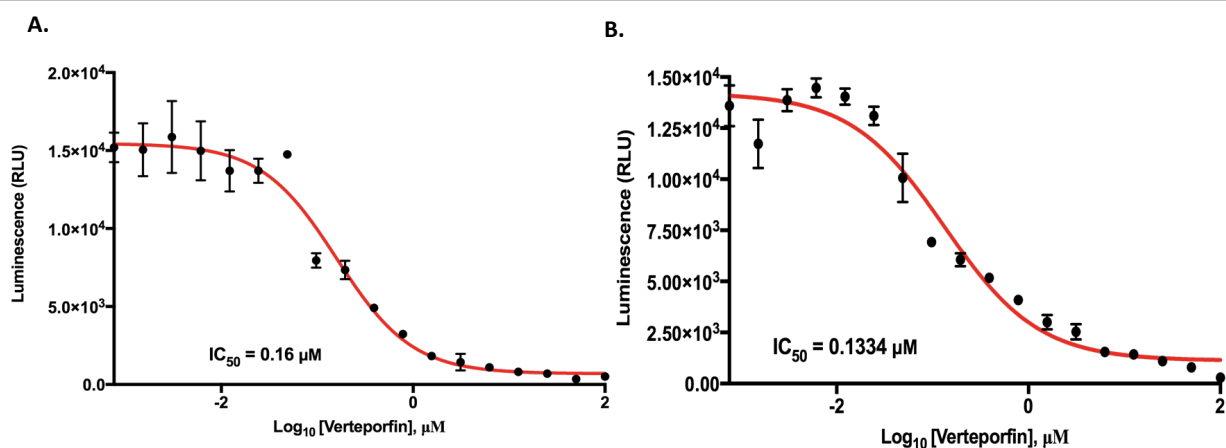 A.
2.0×10⁴
1.5×10⁴
1.0×10⁴
5.0×10³
0.0
Luminescence (RLU)
IC₅₀ = 0.16 µM
-2
0
2
Log₁₀ [Verteporfin], µM
B.
1.50×10⁴
1.25×10⁴
1.00×10⁴
7.50×10³
5.00×10³
2.50×10³
0.00
Luminescence (RLU)
IC₅₀ = 0.1334 µM
-2
0
2
Log₁₀ [Verteporfin], µM